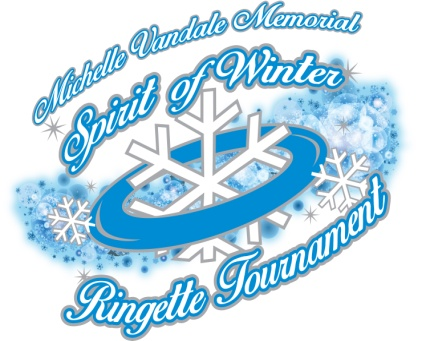 Michelle Vandale Memorial
Spirit of Winter
Ringette Tournament